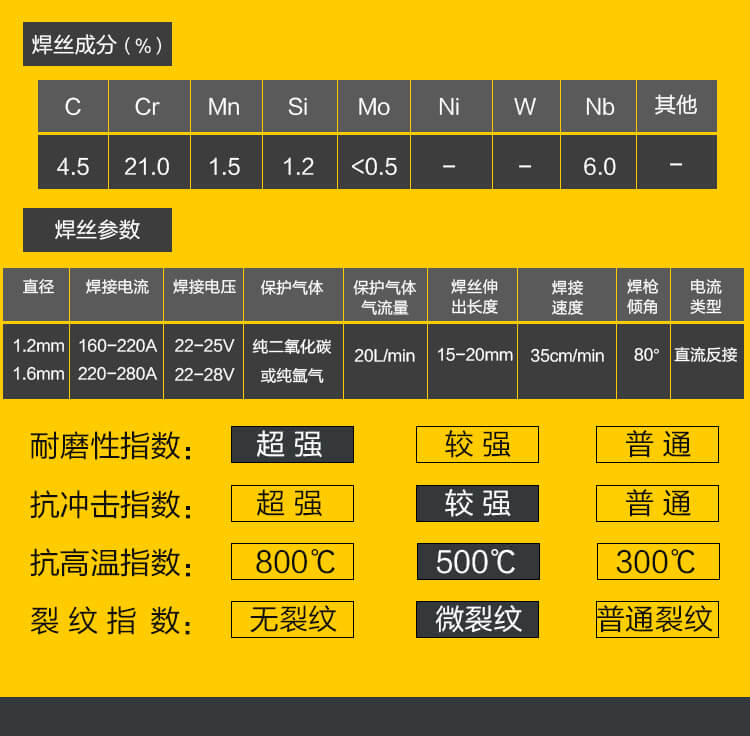 焊丝成分(%)
C Cr Mn Si Mo Ni W Nb 其他
4.5 21.0 1.5 1.2 <0.5 - - 6.0 -
焊丝参数
直径 焊接电流 焊接电压 保护气体 保护气体 焊丝伸 焊接 焊枪 电流
气流量 出长度 速度 倾角 类型
1.2mm 160-220A 22-25V 纯二氧化碳 20L/min 15-20mm 35cm/min 80° 直流反接
1.6mm 220-280A 22-28V 或纯氩气
耐磨性指数: 超强 较强 普通
抗冲击指数: 超强 较强 普通
抗高温指数: 800℃ 500℃ 300℃
裂纹指数: 无裂纹 微裂纹 普通裂纹